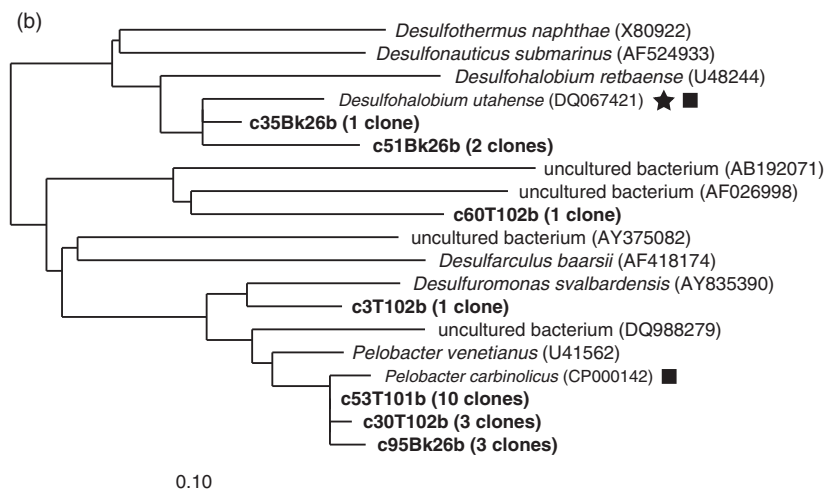 (b)
Desulfothermus naphthae (X80922)
Desulfonauticus submarinus (AF524933)
Desulfohalobium retbaense (U48244)
Desulfohalobium utahense (DQ067421)
c35Bk26b (1 clone)
c51Bk26b (2 clones)
uncultured bacterium (AB192071)
uncultured bacterium (AF026998)
c60T102b (1 clone)
uncultured bacterium (AY375082)
Desulfarculus baarsii (AF418174)
Desulfuromonas svalbardensis (AY835390)
c3T102b (1 clone)
uncultured bacterium (DQ988279)
Pelobacter venetianus (U41562)
Pelobacter carbinolicus (CP000142)
c53T101b (10 clones)
c30T102b (3 clones)
c95Bk26b (3 clones)
0.10